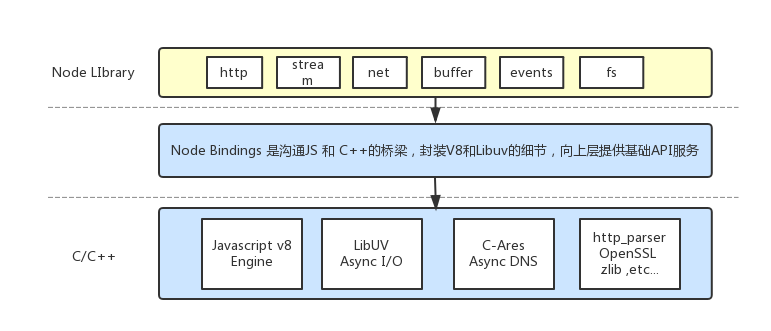 Node LIbrary
http
strea
m
net
buffer
events
fs
Node Bindings 是沟通JS 和 C++的桥梁，封装V8和Libuv的细节，向上层提供基础API服务
C/C++
Javascript v8
Engine
LibUV
Async I/O
C-Ares
Async DNS
http_parser
OpenSSL
zlib ,etc...